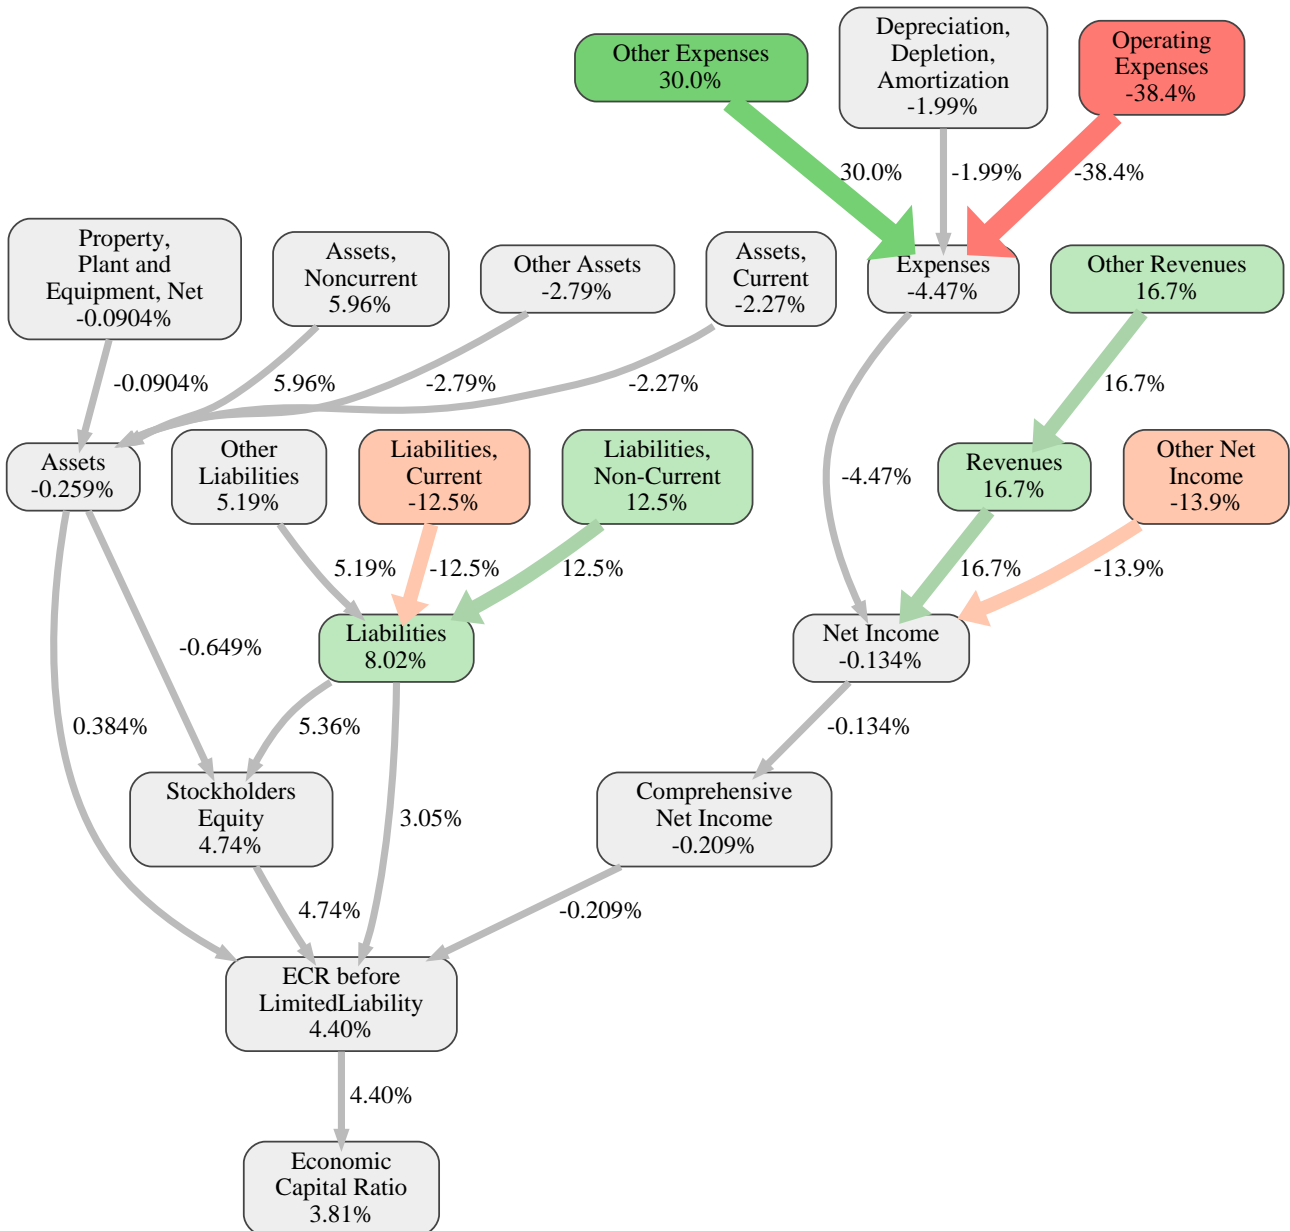 Other Expenses
30.0%
Depreciation,
Depletion,
Amortization
-1.99%
Operating
Expenses
-38.4%
30.0%
-1.99%
-38.4%
Property,
Plant and
Equipment, Net
-0.0904%
Assets,
Noncurrent
5.96%
Other Assets
-2.79%
Assets,
Current
-2.27%
Expenses
-4.47%
Other Revenues
16.7%
-0.0904%
5.96%
-2.79%
-2.27%
16.7%
Assets
-0.259%
Other
Liabilities
5.19%
Liabilities,
Current
-12.5%
Liabilities,
Non-Current
12.5%
-4.47%
Revenues
16.7%
Other Net
Income
-13.9%
5.19%
-12.5%
12.5%
16.7%
-13.9%
-0.649%
Liabilities
8.02%
Net Income
-0.134%
0.384%
5.36%
-0.134%
Stockholders
Equity
4.74%
3.05%
Comprehensive
Net Income
-0.209%
4.74%
-0.209%
ECR before
LimitedLiability
4.40%
4.40%
Economic
Capital Ratio
3.81%